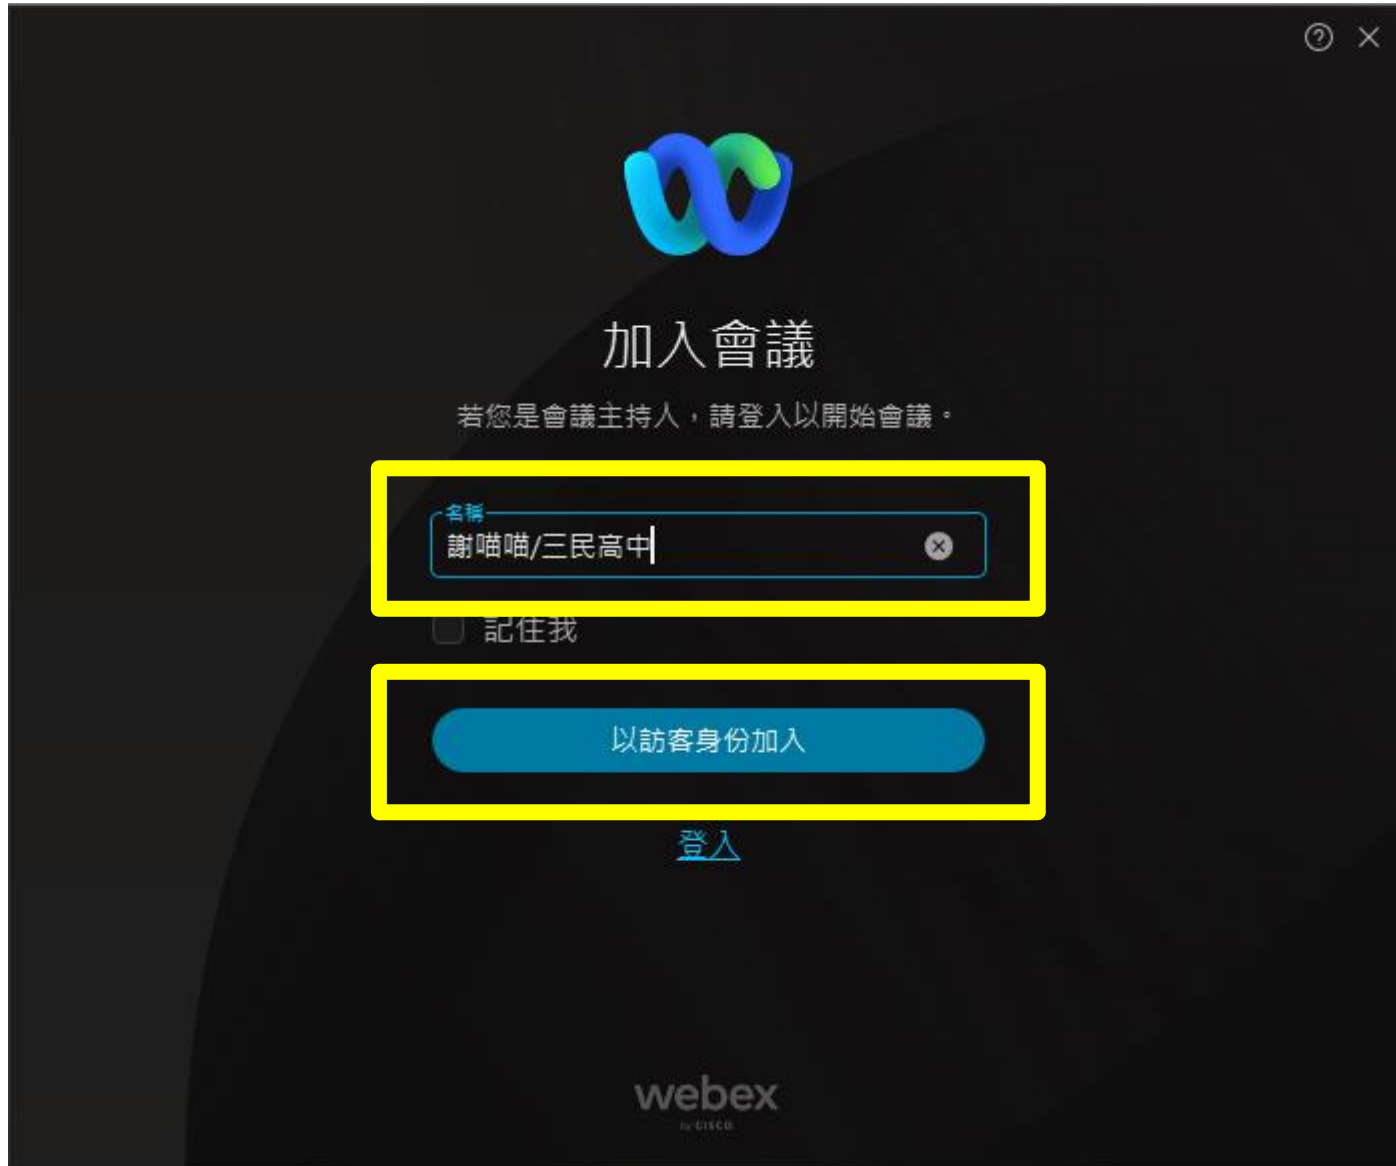 加入會議
若您是會議主持人，請登入以開始會議。
名稱
謝喵喵/三民高中
記住我
以訪客身份加入
登入
webex
by CISCO